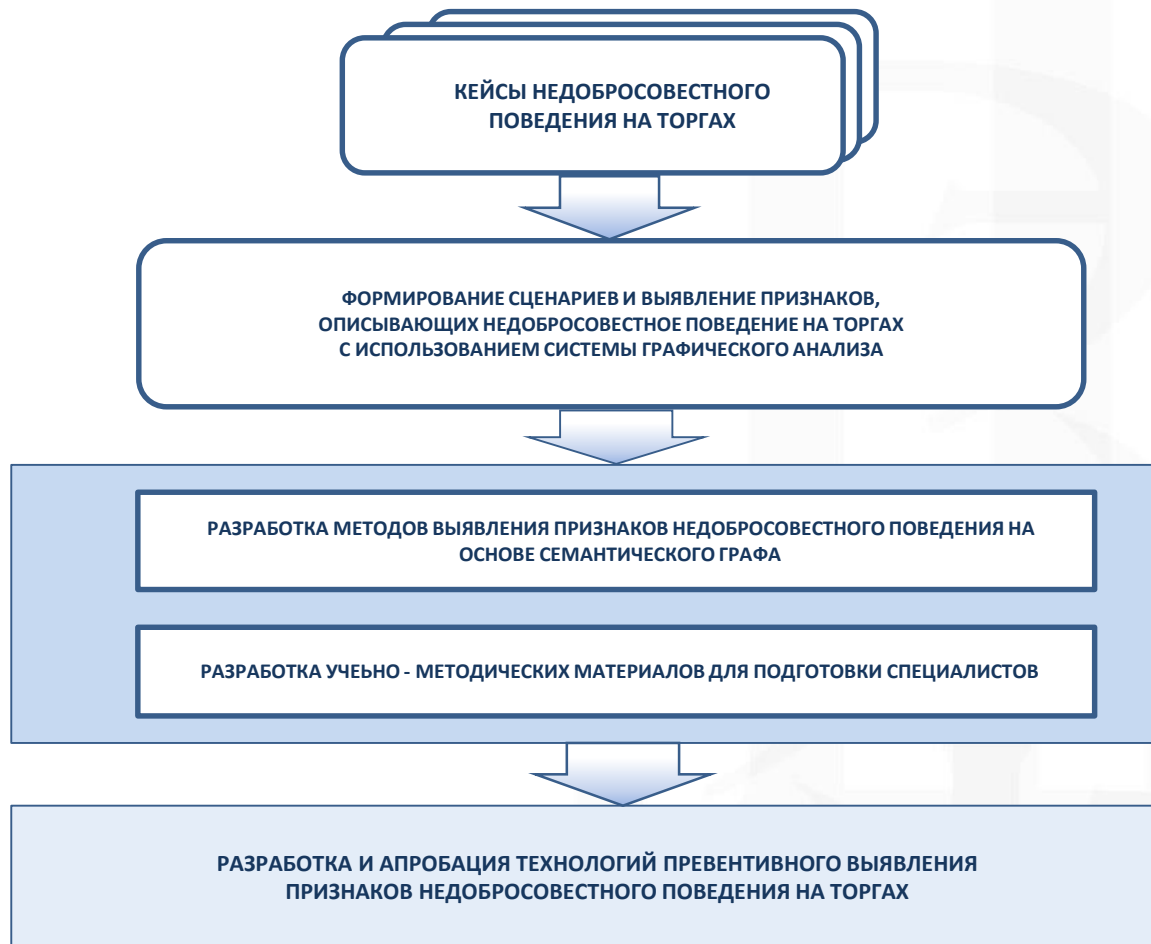 КЕЙСЫ НЕДОБРОСОВЕСТНОГО
ПОВЕДЕНИЯ НА ТОРГАХ
ФОРМИРОВАНИЕ СЦЕНАРИЕВ И ВЫЯВЛЕНИЕ ПРИЗНАКОВ,
ОПИСЫВАЮЩИХ НЕДОБРОСОВЕСТНОЕ ПОВЕДЕНИЕ НА ТОРГАХ
С ИСПОЛЬЗОВАНИЕМ СИСТЕМЫ ГРАФИЧЕСКОГО АНАЛИЗА
РАЗРАБОТКА МЕТОДОВ ВЫЯВЛЕНИЯ ПРИЗНАКОВ НЕДОБРОСОВЕСТНОГО ПОВЕДЕНИЯ НА
ОСНОВЕ СЕМАНТИЧЕСКОГО ГРАФА
РАЗРАБОТКА УЧЕЬНО - МЕТОДИЧЕСКИХ МАТЕРИАЛОВ ДЛЯ ПОДГОТОВКИ СПЕЦИАЛИСТОВ
РАЗРАБОТКА И АПРОБАЦИЯ ТЕХНОЛОГИЙ ПРЕВЕНТИВНОГО ВЫЯВЛЕНИЯ
ПРИЗНАКОВ НЕДОБРОСОВЕСТНОГО ПОВЕДЕНИЯ НА ТОРГАХ